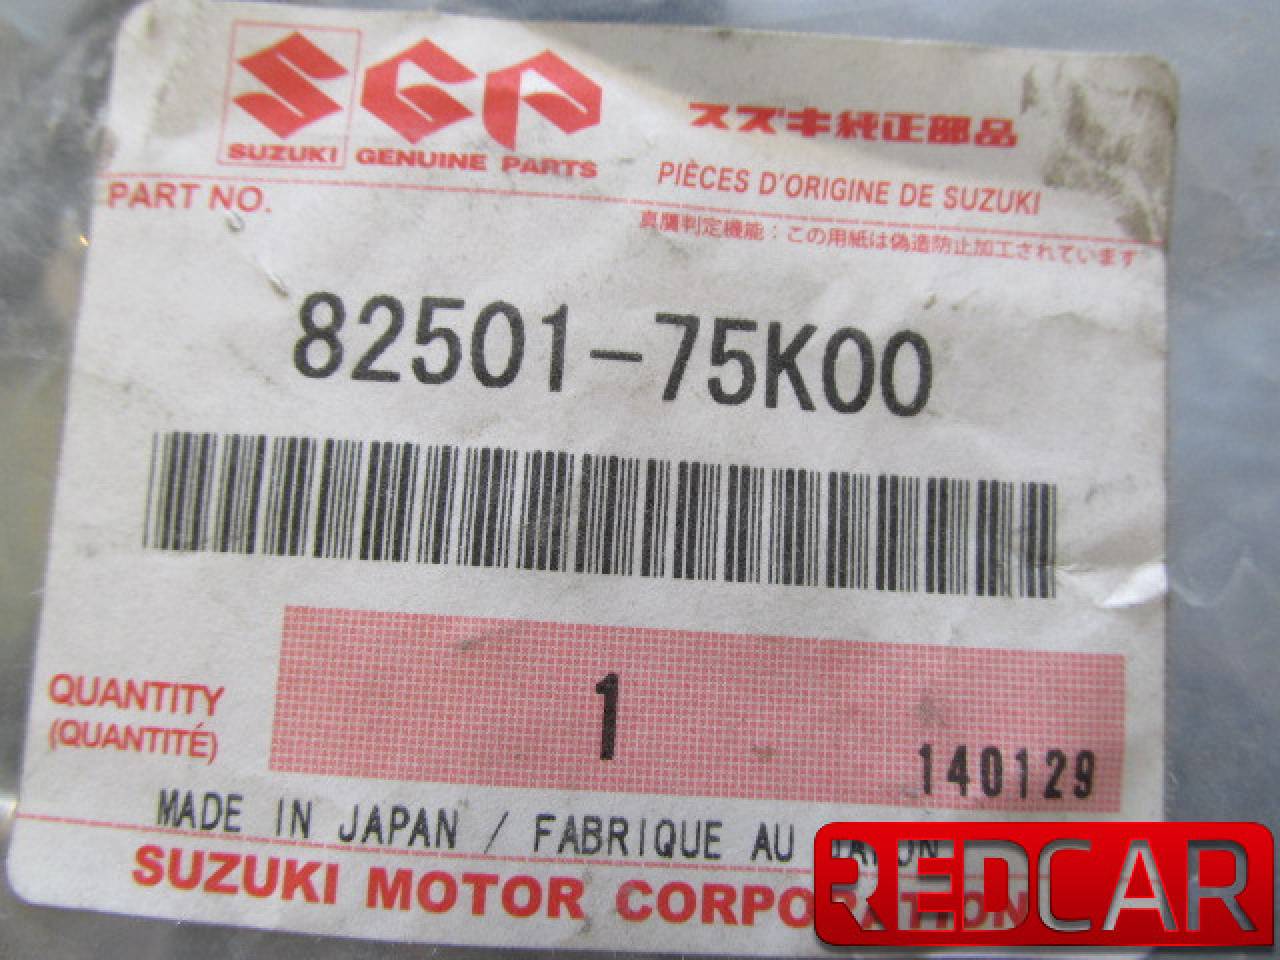 SGP
SUZUKI GENUINE PARTS
スズキ純正部品
PIÈCES D'ORIGINE DE SUZUKI
PART NO.
真贋判定機能：この用紙は偽造防止加工されています
82501-75K00
QUANTITY
(QUANTITÉ)
1
140129
MADE IN JAPAN / FABRIQUE AU JAPON
SUZUKI MOTOR CORPORATION
REDCAR